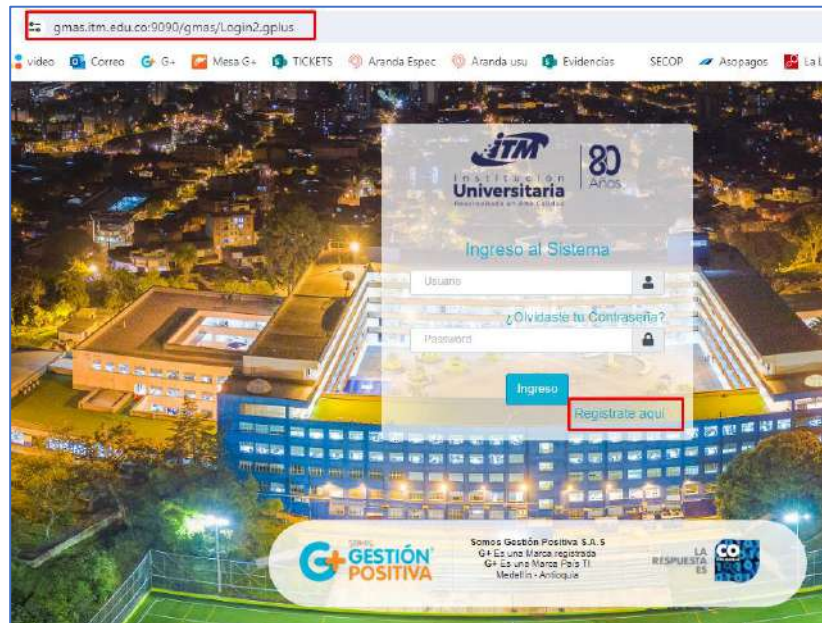 gmas.itm.edu.co:9090/gmas/Login2.gplus
video Correo G+ Mesa G+ TICKETS Aranda Espec Aranda usu Evidencias SECOP Asopagos La L
iTM
Institución
Universitaria
80
Años
Ingreso al Sistema
Usuario
¿Olvidaste tu Contraseña?
Password
Ingreso
Registrate aquí
G+
SOMOS
GESTIÓN
POSITIVA
Somos Gestión Positiva S.A.S
G+ Es una Marca registrada
G+ Es una Marca País TI
Medellín - Antioquia
LA
RESPUESTA
ES
CO